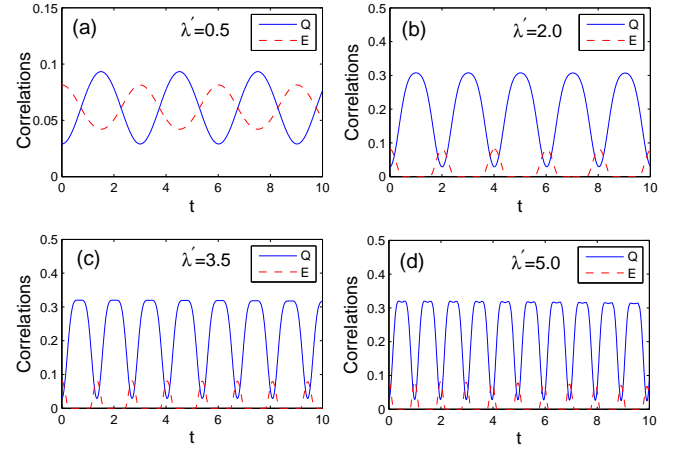 (a)
λ′=0.5
Q
E
Correlations
0.15
0.1
0.05
0
0 2 4 6 8 10
t
(b)
λ′=2.0
Q
E
Correlations
0.5
0.4
0.3
0.2
0.1
0
0 2 4 6 8 10
t
(c)
λ′=3.5
Q
E
Correlations
0.5
0.4
0.3
0.2
0.1
0
0 2 4 6 8 10
t
(d)
λ′=5.0
Q
E
Correlations
0.5
0.4
0.3
0.2
0.1
0
0 2 4 6 8 10
t